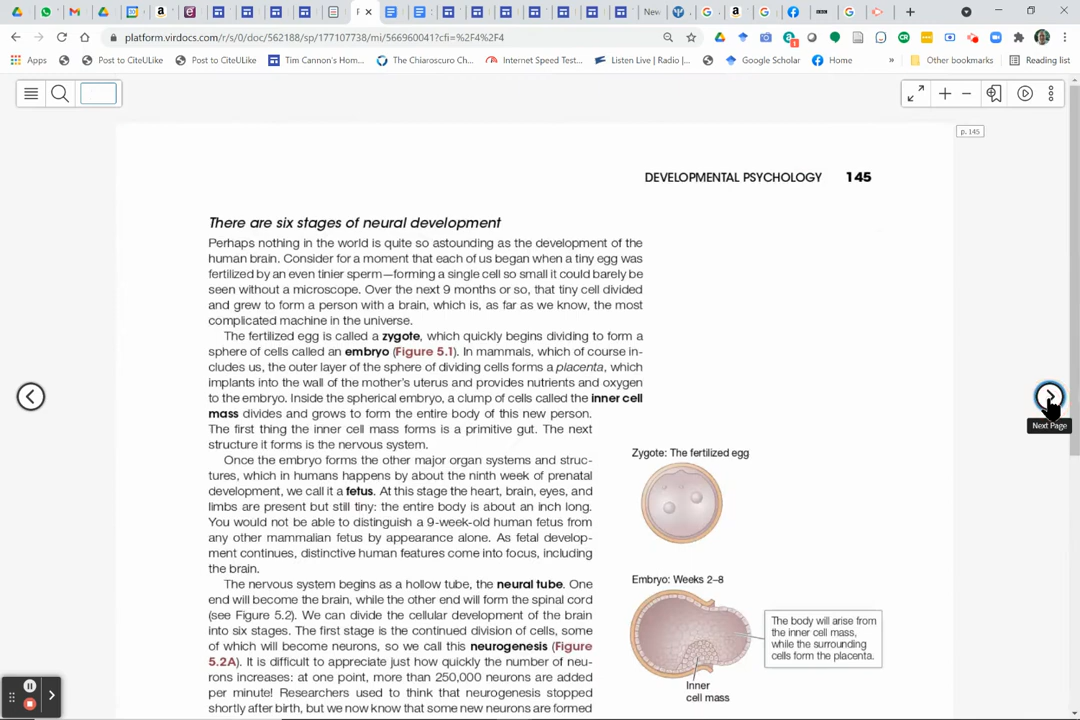 New
platform.virdocs.com/r/s/0/doc/562188/sp/177107738/mi/566960041?cfi=%2F4%2F4
Apps
Post to CiteULike
Post to CiteULike
Tim Cannon's Hom...
The Chiaroscuro Ch...
Internet Speed Test...
Listen Live | Radio |...
Google Scholar
Home
»
Other bookmarks
Reading list
p. 145
DEVELOPMENTAL PSYCHOLOGY 145
There are six stages of neural development
Perhaps nothing in the world is quite so astounding as the development of the
human brain. Consider for a moment that each of us began when a tiny egg was
fertilized by an even tinier sperm—forming a single cell so small it could barely be
seen without a microscope. Over the next 9 months or so, that tiny cell divided
and grew to form a person with a brain, which is, as far as we know, the most
complicated machine in the universe.
The fertilized egg is called a zygote, which quickly begins dividing to form a
sphere of cells called an embryo (Figure 5.1). In mammals, which of course in-
cludes us, the outer layer of the sphere of dividing cells forms a placenta, which
implants into the wall of the mother's uterus and provides nutrients and oxygen
to the embryo. Inside the spherical embryo, a clump of cells called the inner cell
mass divides and grows to form the entire body of this new person.
The first thing the inner cell mass forms is a primitive gut. The next
structure it forms is the nervous system.
Once the embryo forms the other major organ systems and struc-
tures, which in humans happens by about the ninth week of prenatal
development, we call it a fetus. At this stage the heart, brain, eyes, and
limbs are present but still tiny: the entire body is about an inch long.
You would not be able to distinguish a 9-week-old human fetus from
any other mammalian fetus by appearance alone. As fetal develop-
ment continues, distinctive human features come into focus, including
the brain.
The nervous system begins as a hollow tube, the neural tube. One
end will become the brain, while the other end will form the spinal cord
(see Figure 5.2). We can divide the cellular development of the brain
into six stages. The first stage is the continued division of cells, some
of which will become neurons, so we call this neurogenesis (Figure
5.2A). It is difficult to appreciate just how quickly the number of neu-
rons increases: at one point, more than 250,000 neurons are added
per minute! Researchers used to think that neurogenesis stopped
shortly after birth, but we now know that some new neurons are formed
Next Page
Zygote: The fertilized egg
Embryo: Weeks 2–8
The body will arise from
the inner cell mass,
while the surrounding
cells form the placenta.
Inner
cell mass